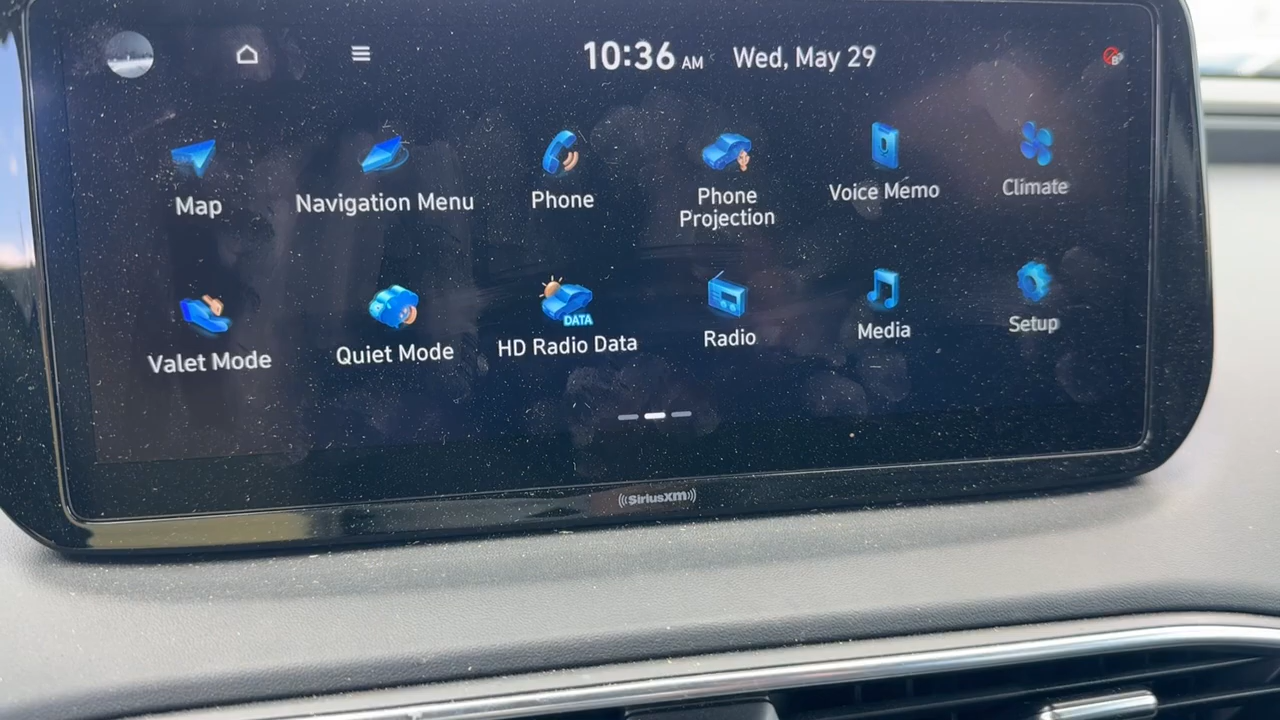 10:36 AM Wed, May 29
Map
Navigation Menu
Phone
Phone
Projection
Voice Memo
Climate
Valet Mode
Quiet Mode
DATA
HD Radio Data
Radio
Media
Setup
SiriusXM